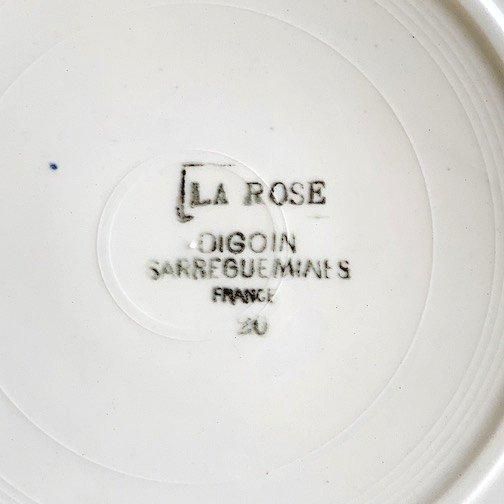 LA ROSE
DIGOIN
SARREGUEMINES
FRANCE
20